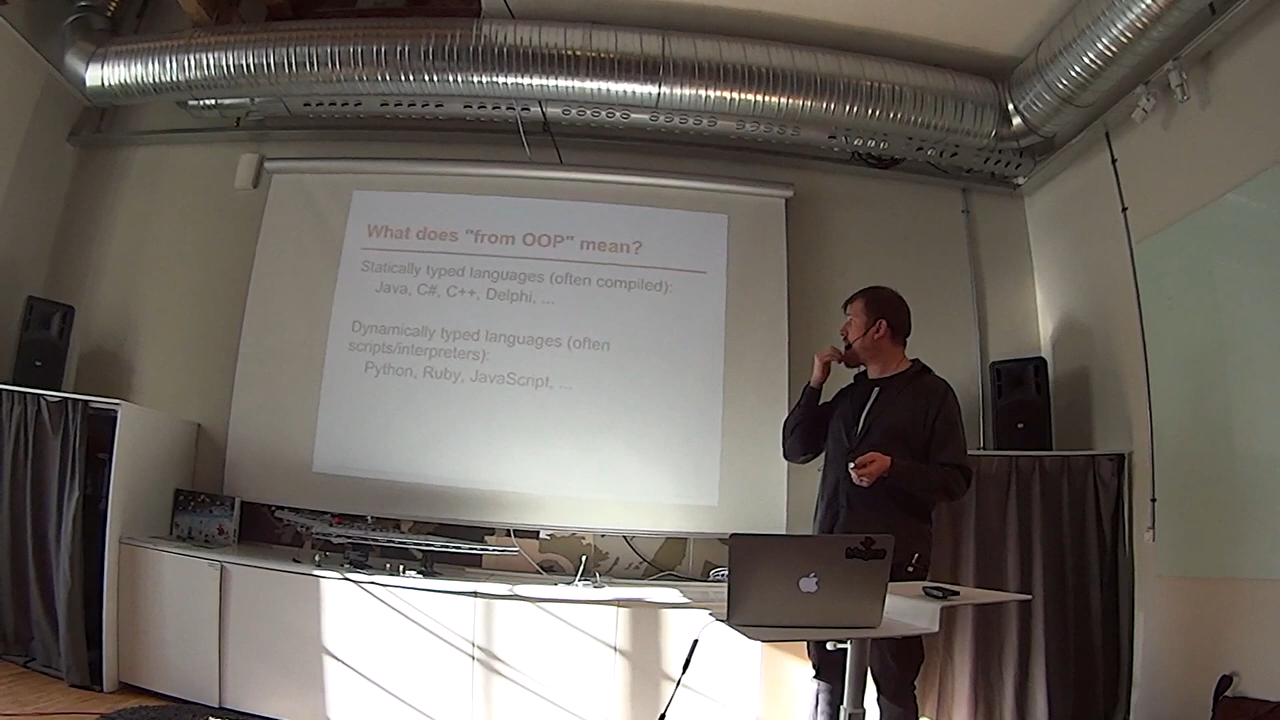 What does "from OOP" mean?
Statically typed languages (often compiled):
Java, C#, C++, Delphi, ...
Dynamically typed languages (often
scripts/interpreters):
Python, Ruby, JavaScript, ...